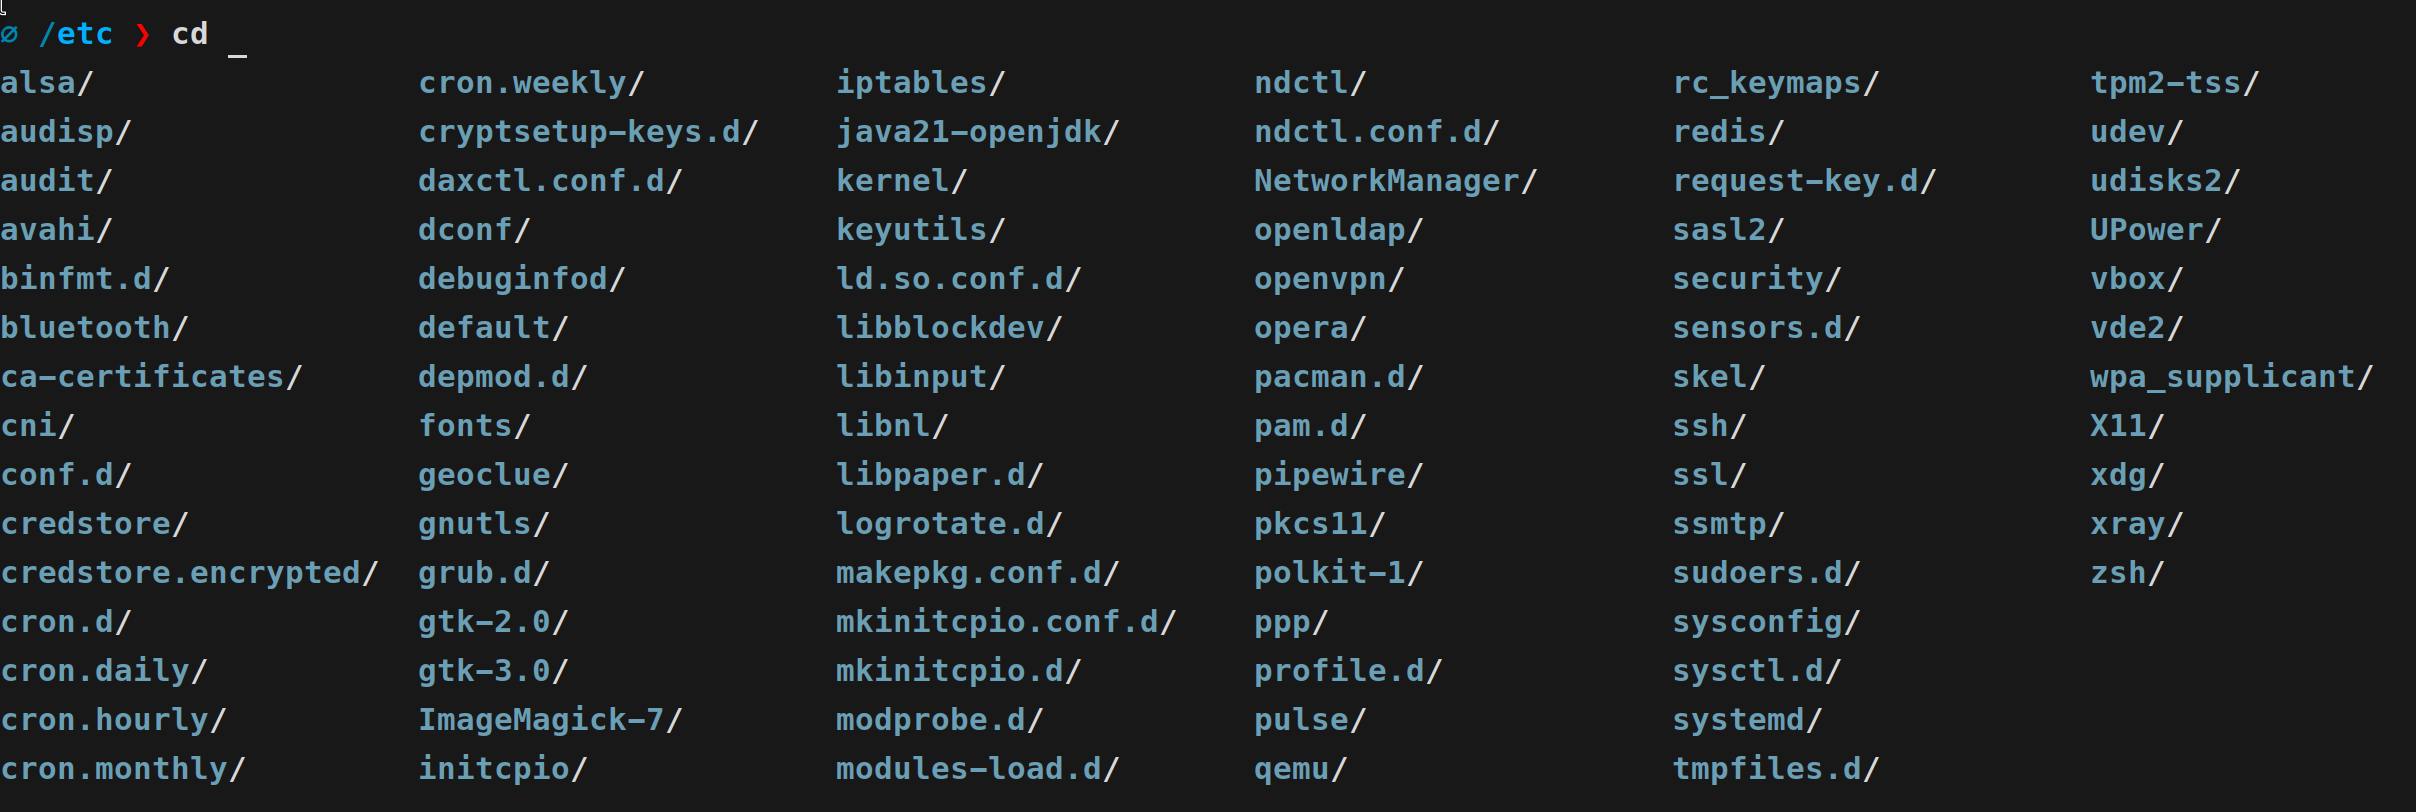 ∅ /etc ❯ cd _
alsa/ cron.weekly/ iptables/ ndctl/ rc_keymaps/ tpm2-tss/
audisp/ cryptsetup-keys.d/ java21-openjdk/ ndctl.conf.d/ redis/ udev/
audit/ daxctl.conf.d/ kernel/ NetworkManager/ request-key.d/ udisks2/
avahi/ dconf/ keyutils/ openldap/ sasl2/ UPower/
binfmt.d/ debuginfod/ ld.so.conf.d/ openvpn/ security/ vbox/
bluetooth/ default/ libblockdev/ opera/ sensors.d/ vde2/
ca-certificates/ depmod.d/ libinput/ pacman.d/ skel/ wpa_supplicant/
cni/ fonts/ libnl/ pam.d/ ssh/ X11/
conf.d/ geoclue/ libpaper.d/ pipewire/ ssl/ xdg/
credstore/ gnutls/ logrotate.d/ pkcs11/ ssmtp/ xray/
credstore.encrypted/ grub.d/ makepkg.conf.d/ polkit-1/ sudoers.d/ zsh/
cron.d/ gtk-2.0/ mkinitcpio.conf.d/ ppp/ sysconfig/
cron.daily/ gtk-3.0/ mkinitcpio.d/ profile.d/ sysctl.d/
cron.hourly/ ImageMagick-7/ modprobe.d/ pulse/ systemd/
cron.monthly/ initcpio/ modules-load.d/ qemu/ tmpfiles.d/